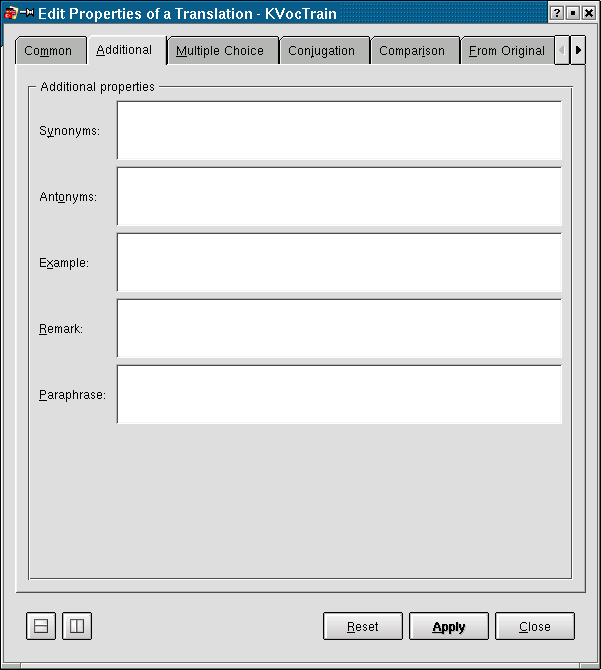 Edit Properties of a Translation - KVocTrain
Common Additional Multiple Choice Conjugation Comparison From Original
Additional properties
Synonyms:
Antonyms:
Example:
Remark:
Paraphrase:
Reset Apply Close